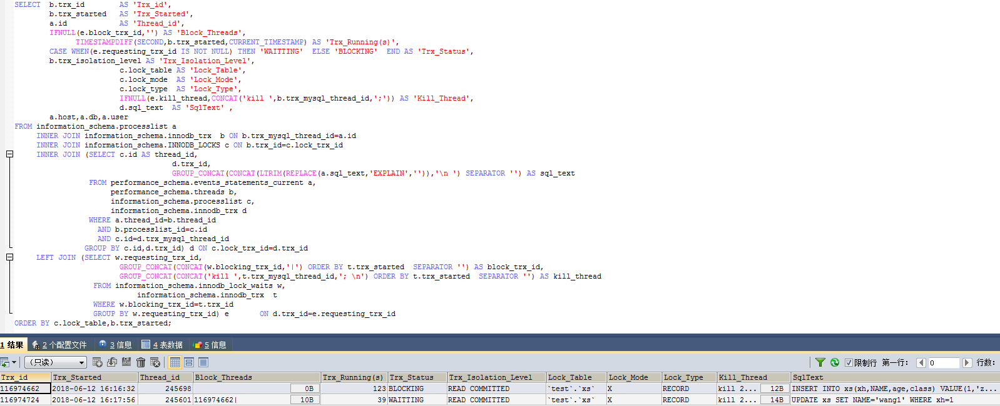 SELECT  b.trx_id        AS 'Trx_id',
        b.trx_started   AS 'Trx_Started',
        a.id            AS 'Thread_id',
        IFNULL(e.block_trx_id,'') AS 'Block_Threads',
              TIMESTAMPDIFF(SECOND,b.trx_started,CURRENT_TIMESTAMP) AS 'Trx_Running(s)',
        CASE WHEN(e.requesting_trx_id IS NOT NULL) THEN 'WAITTING'  ELSE 'BLOCKING'  END AS 'Trx_Status',
        b.trx_isolation_level AS 'Trx_Isolation_Level',
                        c.lock_table AS 'Lock_Table',
                        c.lock_mode  AS 'Lock_Mode',
                        c.lock_type  AS 'Lock_Type',
                        IFNULL(e.kill_thread,CONCAT('kill ',b.trx_mysql_thread_id,';')) AS 'Kill_Thread',
                        d.sql_text  AS 'SqlText' ,
        a.host,a.db,a.user
FROM information_schema.processlist a
     INNER JOIN information_schema.innodb_trx  b ON b.trx_mysql_thread_id=a.id
     INNER JOIN information_schema.INNODB_LOCKS c ON b.trx_id=c.lock_trx_id
     INNER JOIN (SELECT c.id AS thread_id,
                                    d.trx_id,
                                    GROUP_CONCAT(CONCAT(LTRIM(REPLACE(a.sql_text,'EXPLAIN','')),'\n ') SEPARATOR '') AS sql_text
                 FROM performance_schema.events_statements_current a,
                      performance_schema.threads b,
                      information_schema.processlist c,
                      information_schema.innodb_trx d
                 WHERE a.thread_id=b.thread_id
                   AND b.processlist_id=c.id
                   AND c.id=d.trx_mysql_thread_id
                GROUP BY c.id,d.trx_id) d ON c.lock_trx_id=d.trx_id
     LEFT JOIN (SELECT w.requesting_trx_id,
                        GROUP_CONCAT(CONCAT(w.blocking_trx_id,'|') ORDER BY t.trx_started  SEPARATOR '') AS block_trx_id,
                        GROUP_CONCAT(CONCAT('kill ',t.trx_mysql_thread_id,'; \n') ORDER BY t.trx_started  SEPARATOR '') AS kill_thread
                  FROM information_schema.innodb_lock_waits w,
                            information_schema.innodb_trx  t
                  WHERE w.blocking_trx_id=t.trx_id
                  GROUP BY w.requesting_trx_id) e       ON d.trx_id=e.requesting_trx_id
ORDER BY c.lock_table,b.trx_started;
1 结果  2 个配置文件  3 信息  4 表数据  5 信息
（只读） 限制行 第一行： 0 行数：
Trx_id  Trx_Started  Thread_id  Block_Threads  Trx_Running(s)  Trx_Status  Trx_Isolation_Level  Lock_Table  Lock_Mode  Lock_Type  Kill_Thread  SqlText
116974662  2018-06-12 16:16:32  245698  0B  123  BLOCKING  READ COMMITTED  `test`.`xs`  X  RECORD  kill 2...  12B  INSERT INTO xs(xh,NAME,age,class) VALUE(1,'z...
116974724  2018-06-12 16:17:56  245601  116974662|  10B  39  WAITTING  READ COMMITTED  `test`.`xs`  X  RECORD  kill 2...  14B  UPDATE xs SET NAME='wang1' WHERE xh=1